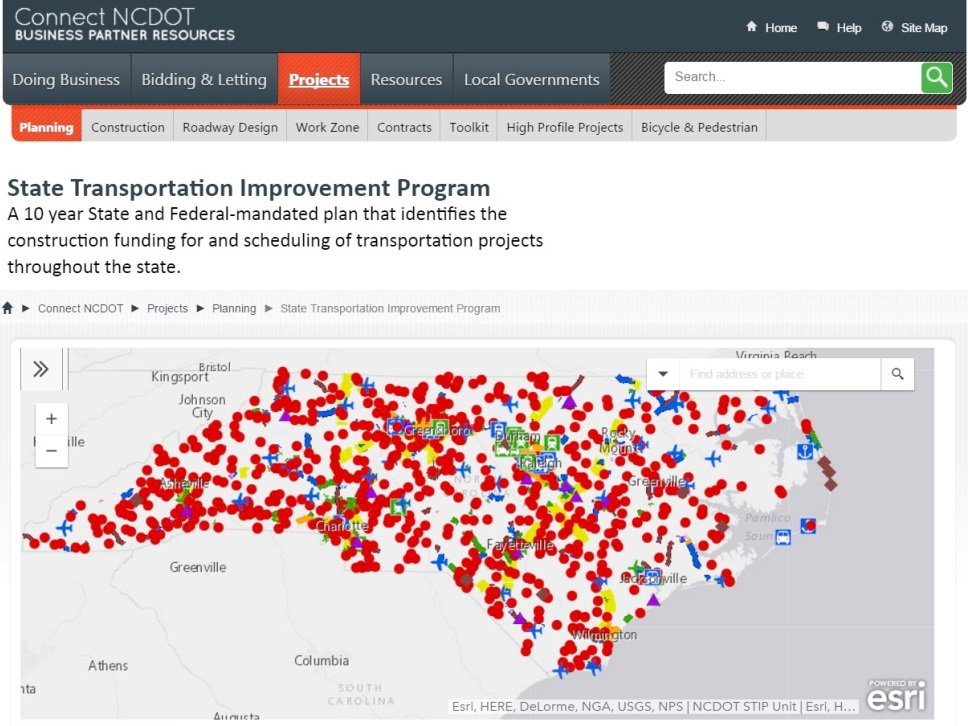 Connect NCDOT
BUSINESS PARTNER RESOURCES
Home Help Site Map
Doing Business Bidding & Letting Projects Resources Local Governments
Search...
Planning Construction Roadway Design Work Zone Contracts Toolkit High Profile Projects Bicycle & Pedestrian
State Transportation Improvement Program
A 10 year State and Federal-mandated plan that identifies the
construction funding for and scheduling of transportation projects
throughout the state.
Connect NCDOT ► Projects ► Planning ► State Transportation Improvement Program
Virginia Beach
Bristol
Kingsport
Find address or place
Johnson
City
+
−
Greensboro
Durham
Rocky
Mount
Raleigh
Asheville
Greenville
NORTH
CAROLINA
Pamlico
Sound
Charlotte
Fayetteville
Greenville
Jacksonville
Wilmington
Athens
Columbia
SOUTH
CAROLINA
Augusta
POWERED BY
esri
Esri, HERE, DeLorme, NGA, USGS, NPS | NCDOT STIP Unit | Esri, H...